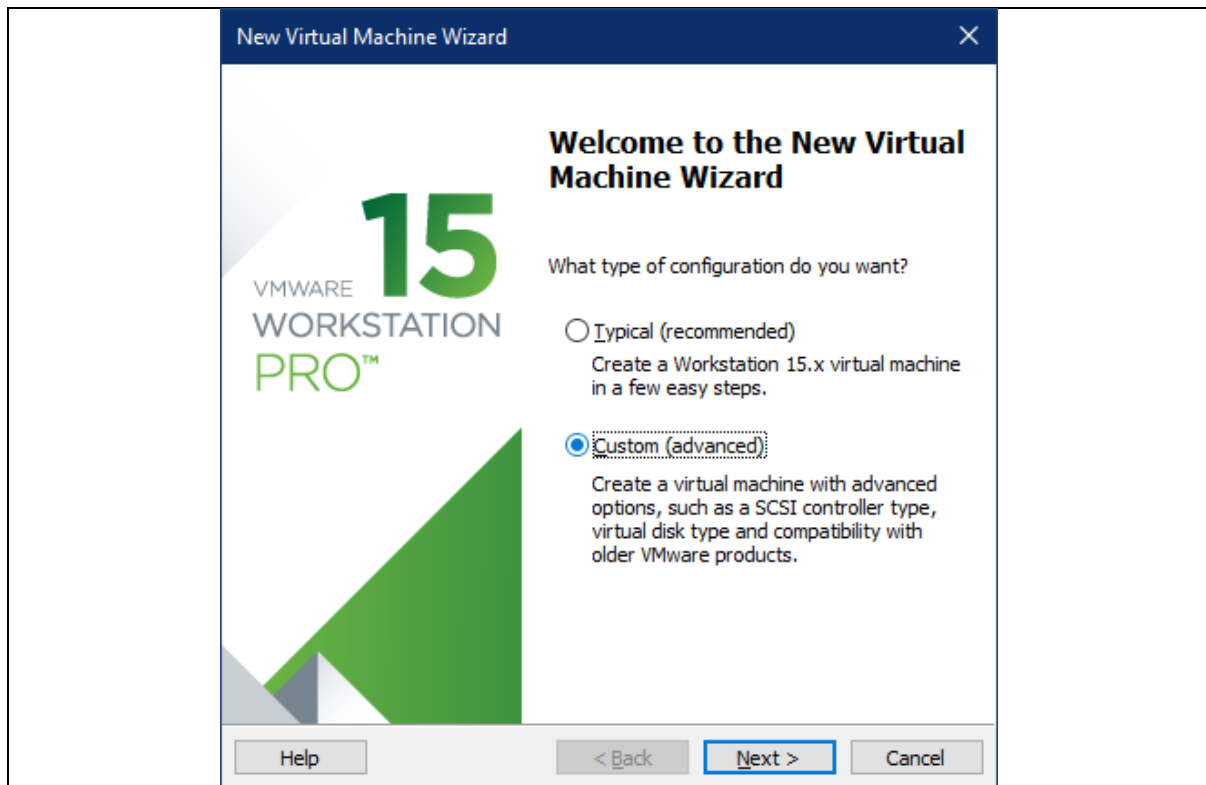 New Virtual Machine Wizard
Welcome to the New Virtual
Machine Wizard
15
VMWARE
WORKSTATION
PRO™
What type of configuration do you want?
Typical (recommended)
Create a Workstation 15.x virtual machine
in a few easy steps.
Custom (advanced)
Create a virtual machine with advanced
options, such as a SCSI controller type,
virtual disk type and compatibility with
older VMware products.
Help
< Back
Next >
Cancel